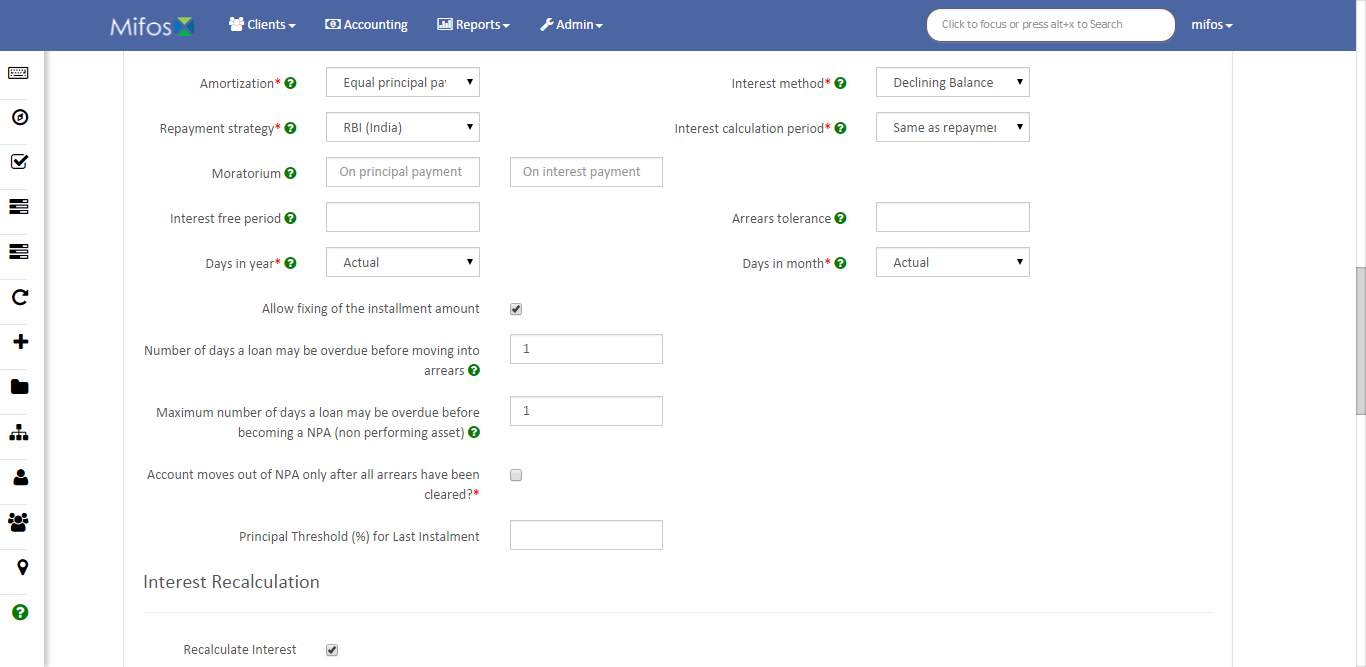 Mifos Clients Accounting Reports Admin Click to focus or press alt+x to Search mifos
Amortization* Equal principal pa Interest method* Declining Balance
Repayment strategy* RBI (India) Interest calculation period* Same as repaymer
Moratorium On principal payment On interest payment
Interest free period Arrears tolerance
Days in year* Actual Days in month* Actual
Allow fixing of the installment amount
Number of days a loan may be overdue before moving into 1
arrears
Maximum number of days a loan may be overdue before 1
becoming a NPA (non performing asset)
Account moves out of NPA only after all arrears have been
cleared?*
Principal Threshold (%) for Last Instalment
Interest Recalculation
Recalculate Interest